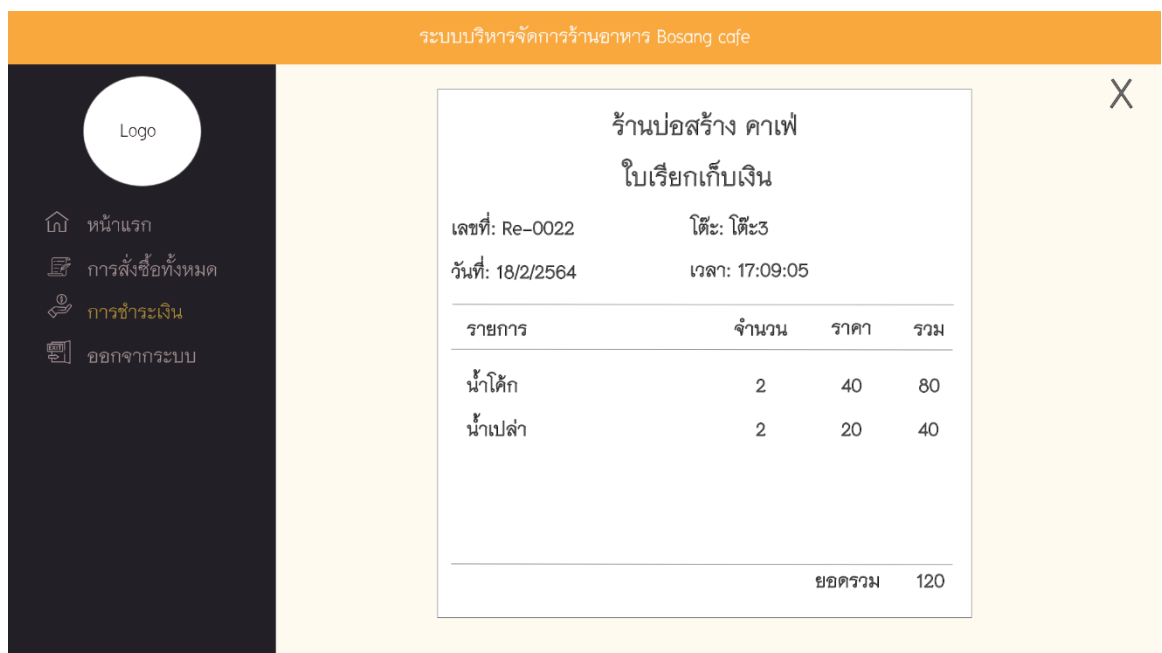 ระบบบริหารจัดการร้านอาหาร Bosang cafe
X
Logo
หน้าแรก
การสั่งซื้อทั้งหมด
การชำระเงิน
ออกจากระบบ
ร้านบ่อสร้าง คาเฟ่
ใบเรียกเก็บเงิน
เลขที่: Re-0022 โต๊ะ: โต๊ะ3
วันที่: 18/2/2564 เวลา: 17:09:05
รายการ จำนวน ราคา รวม
น้ำโค้ก 2 40 80
น้ำเปล่า 2 20 40
ยอดรวม 120